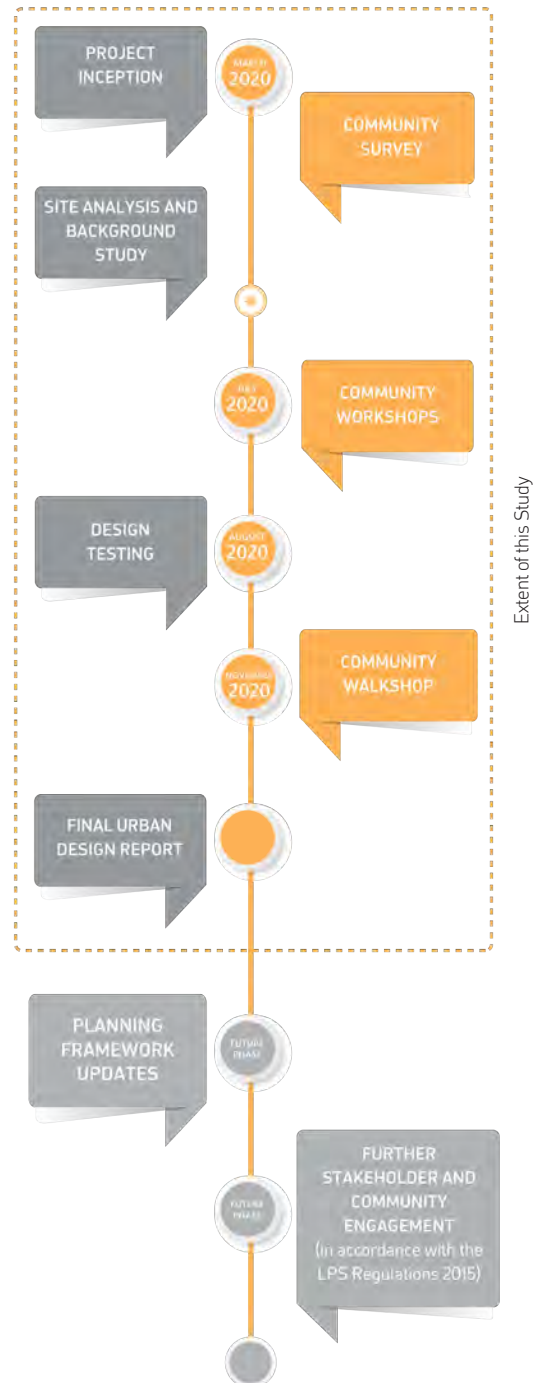 PROJECT
INCEPTION
MARCH
2020
COMMUNITY
SURVEY
SITE ANALYSIS AND
BACKGROUND
STUDY
JULY
2020
COMMUNITY
WORKSHOPS
DESIGN
TESTING
AUGUST
2020
NOVEMBER
2020
COMMUNITY
WALKSHOP
FINAL URBAN
DESIGN REPORT
Extent of this Study
PLANNING
FRAMEWORK
UPDATES
FUTURE
PHASE
FUTURE
PHASE
FURTHER
STAKEHOLDER AND
COMMUNITY
ENGAGEMENT
(in accordance with the
LPS Regulations 2015)